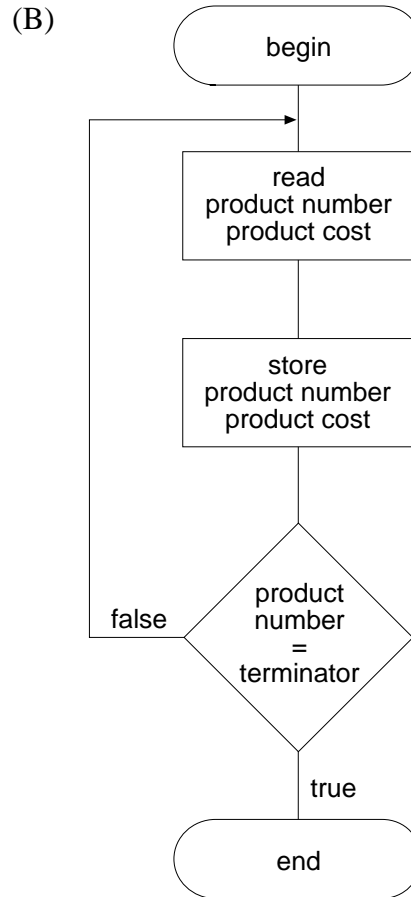 (B)
begin
read
product number
product cost
store
product number
product cost
product
number
=
terminator
false
true
end